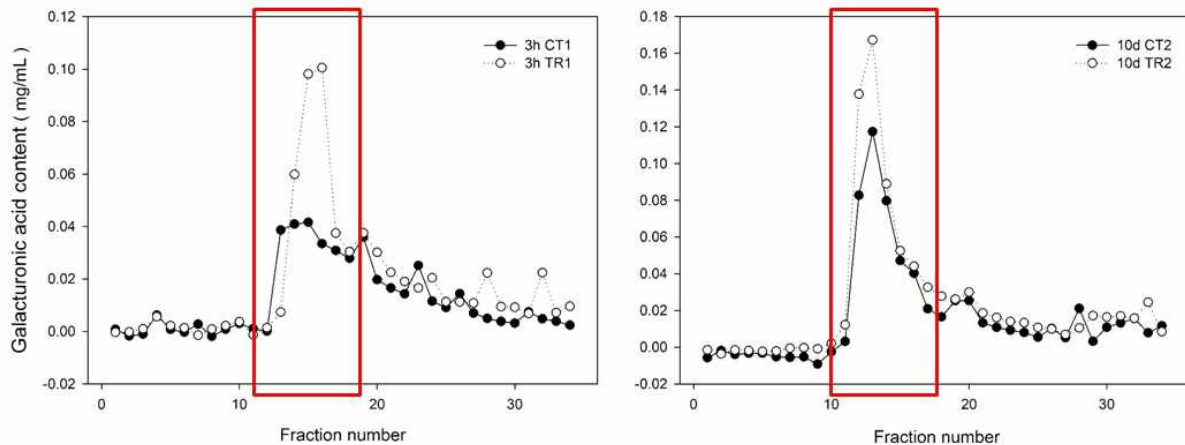 0.12
0.10
0.08
0.06
0.04
0.02
0.00
-0.02
Galacturonic acid content ( mg/mL )
3h CT1
3h TR1
0 10 20 30
Fraction number
0.18
0.16
0.14
0.12
0.10
0.08
0.06
0.04
0.02
0.00
-0.02
10d CT2
10d TR2
0 10 20 30
Fraction number